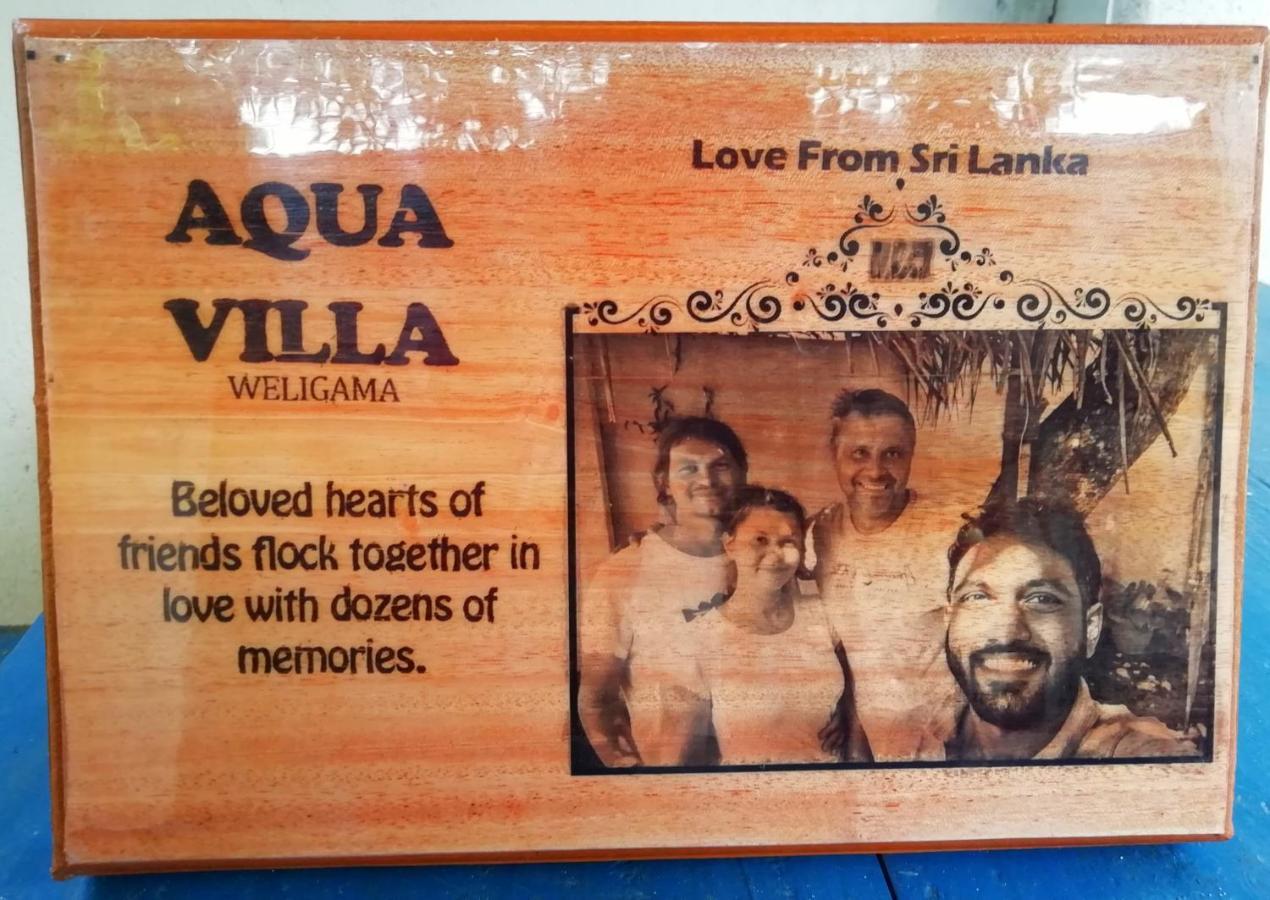 AQUA
VILLA
WELIGAMA
Beloved hearts of
friends flock together in
love with dozens of
memories.
Love From Sri Lanka